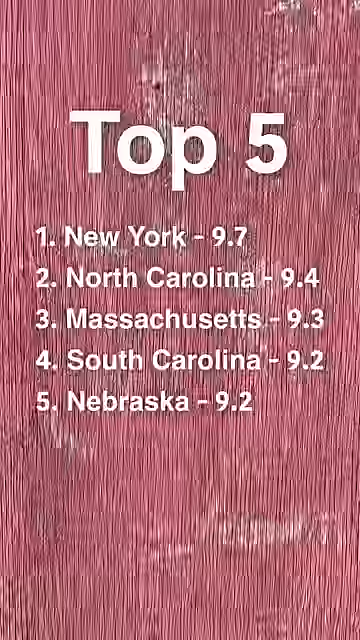 Top 5
1. New York - 9.7
2. North Carolina - 9.4
3. Massachusetts - 9.3
4. South Carolina - 9.2
5. Nebraska - 9.2